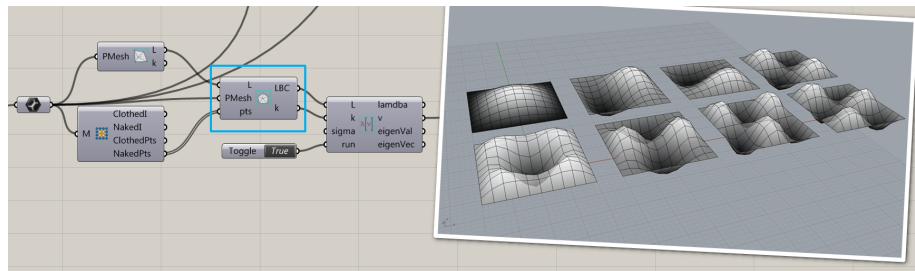 PMesh L
k
L
PMesh
pts
LBC
k
M
ClothedI
NakedI
ClothedPts
NakedPts
L
k
sigma
run
λ[v]
lamdba
v
eigenVal
eigenVec
Toggle True